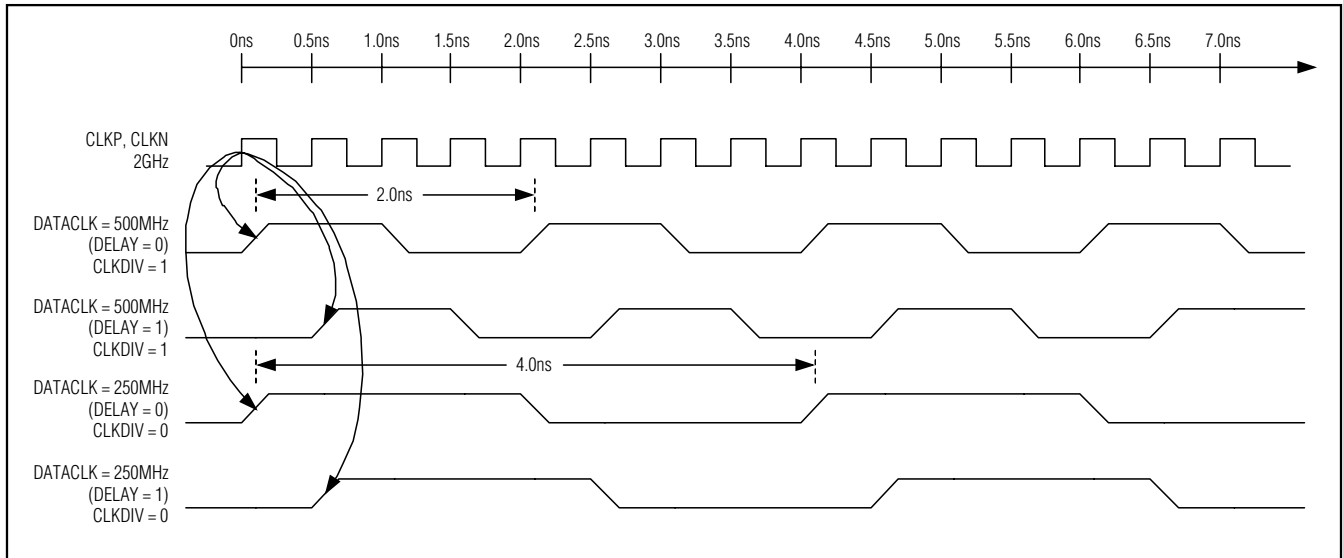 0ns 0.5ns 1.0ns 1.5ns 2.0ns 2.5ns 3.0ns 3.5ns 4.0ns 4.5ns 5.0ns 5.5ns 6.0ns 6.5ns 7.0ns
CLKP, CLKN
2GHz
2.0ns
DATACLK = 500MHz
(DELAY = 0)
CLKDIV = 1
DATACLK = 500MHz
(DELAY = 1)
CLKDIV = 1
4.0ns
DATACLK = 250MHz
(DELAY = 0)
CLKDIV = 0
DATACLK = 250MHz
(DELAY = 1)
CLKDIV = 0